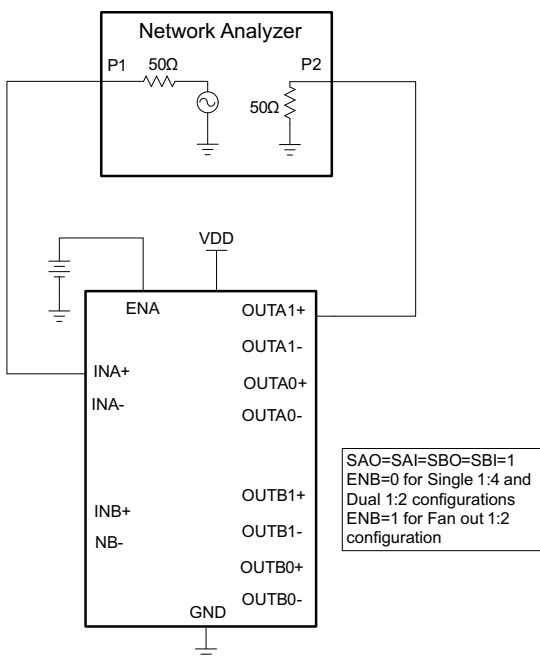 Network Analyzer
P1
50Ω
P2
50Ω
VDD
ENA
OUTA1+
OUTA1-
INA+
OUTA0+
INA-
OUTA0-
SAO=SAI=SBO=SBI=1
ENB=0 for Single 1:4 and
Dual 1:2 configurations
ENB=1 for Fan out 1:2
configuration
OUTB1+
INB+
OUTB1-
NB-
OUTB0+
OUTB0-
GND